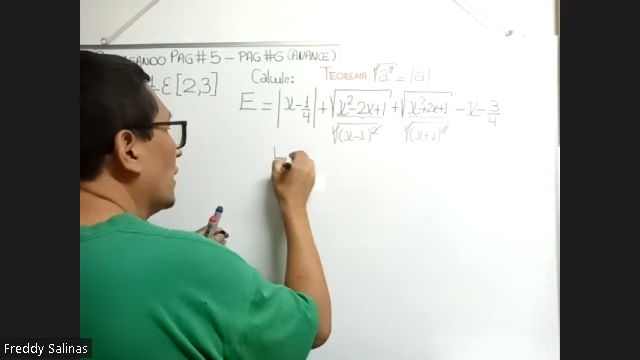 ANDO PAG#5 – PAG#6 (AVANCE)
ε[2,3] Calcule: TEOREMA √a² = |a|
E = |x-1/4| + √x²-2x+1 + √x²+2x+1 - x - 3/4
√(x-1)² √(x+1)²
Freddy Salinas